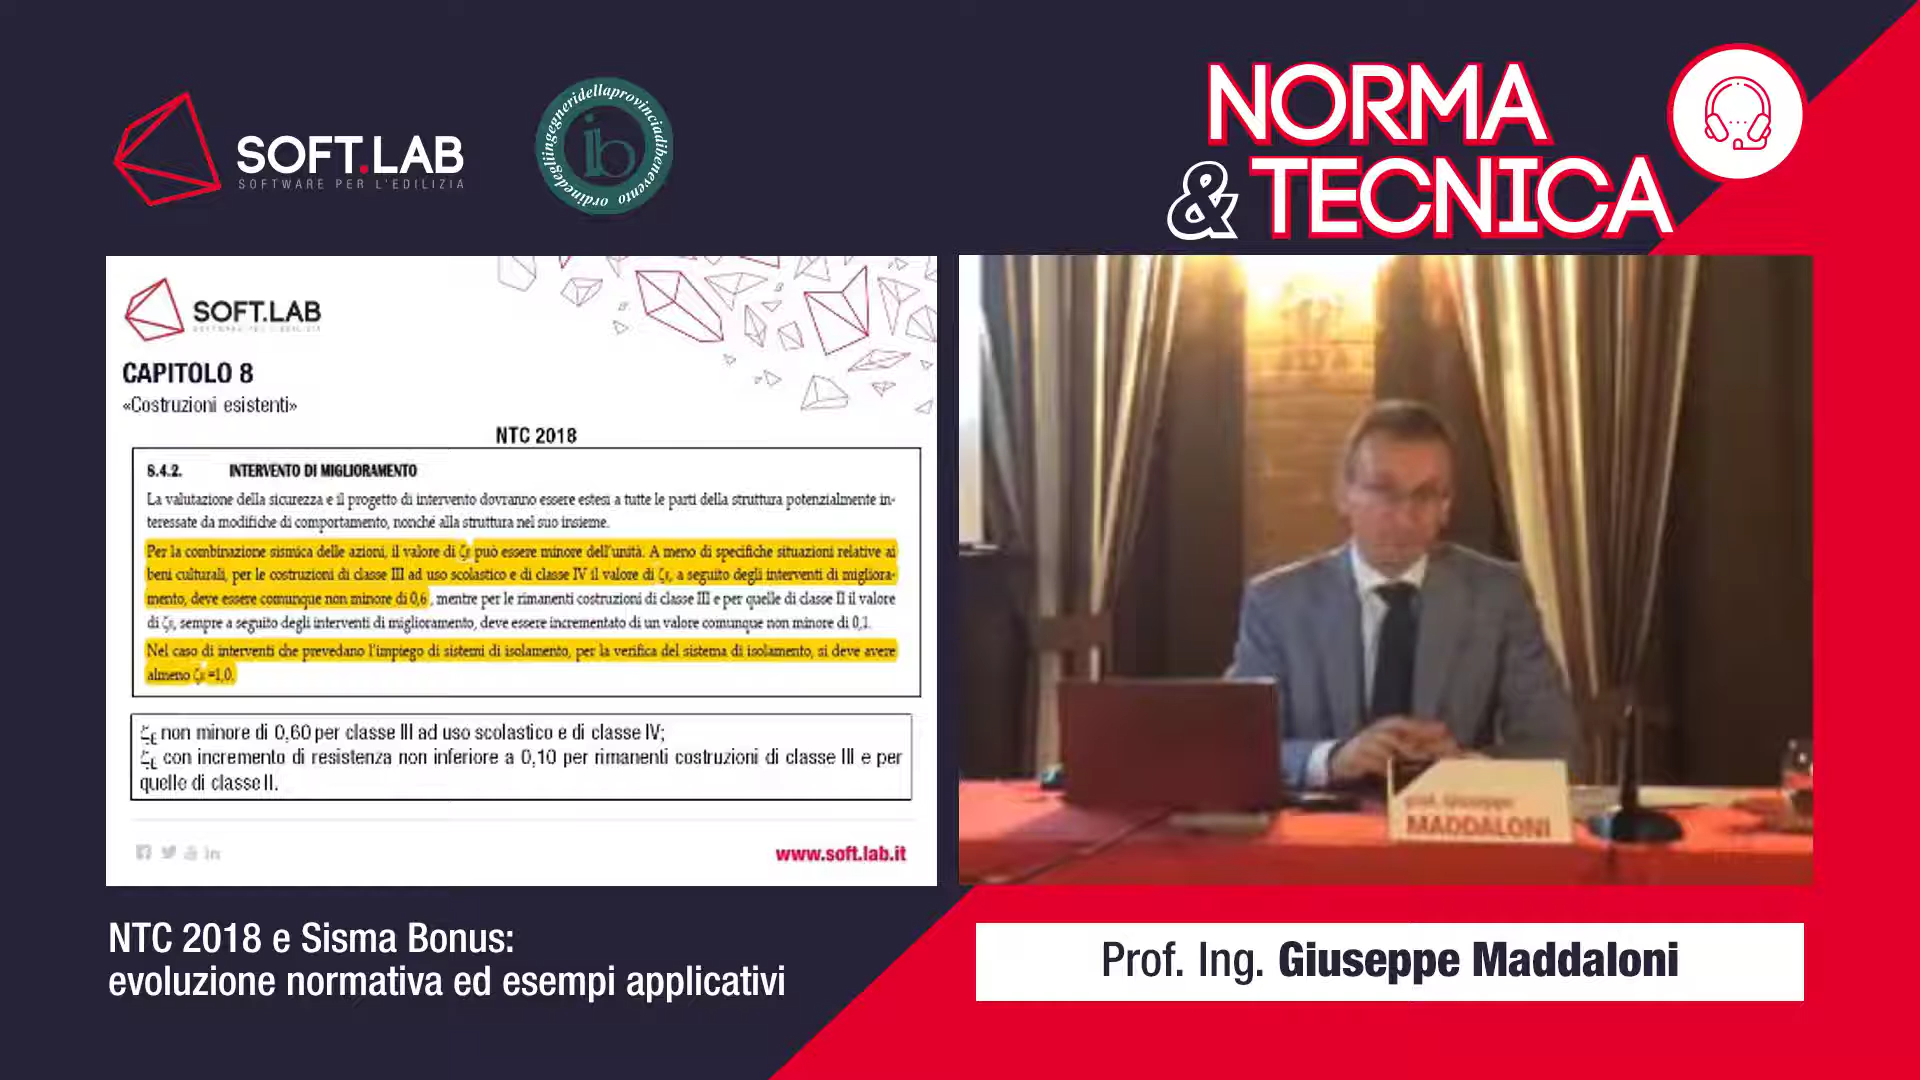 SOFT.LAB
SOFTWARE PER L'EDILIZIA
ordinedegliingegneridellaprovinciadibenevento
ib
NORMA
& TECNICA
SOFT.LAB
CAPITOLO 8
«Costruzioni esistenti»
NTC 2018
8.4.2. INTERVENTO DI MIGLIORAMENTO
La valutazione della sicurezza e il progetto di intervento dovranno essere estesi a tutte le parti della struttura potenzialmente in-
teressate da modifiche di comportamento, nonché alla struttura nel suo insieme.
Per la combinazione sismica delle azioni, il valore di ζE può essere minore dell'unità. A meno di specifiche situazioni relative ai
beni culturali, per le costruzioni di classe III ad uso scolastico e di classe IV il valore di ζE, a seguito degli interventi di migliora-
mento, deve essere comunque non minore di 0,6, mentre per le rimanenti costruzioni di classe III e per quelle di classe II il valore
di ζE, sempre a seguito degli interventi di miglioramento, deve essere incrementato di un valore comunque non minore di 0,1.
Nel caso di interventi che prevedano l'impiego di sistemi di isolamento, per la verifica del sistema di isolamento, si deve avere
almeno ζE =1,0.
ζE non minore di 0,60 per classe III ad uso scolastico e di classe IV;
ζE con incremento di resistenza non inferiore a 0,10 per rimanenti costruzioni di classe III e per
quelle di classe II.
www.soft.lab.it
prof. Giuseppe
MADDALONI
NTC 2018 e Sisma Bonus:
evoluzione normativa ed esempi applicativi
Prof. Ing. Giuseppe Maddaloni